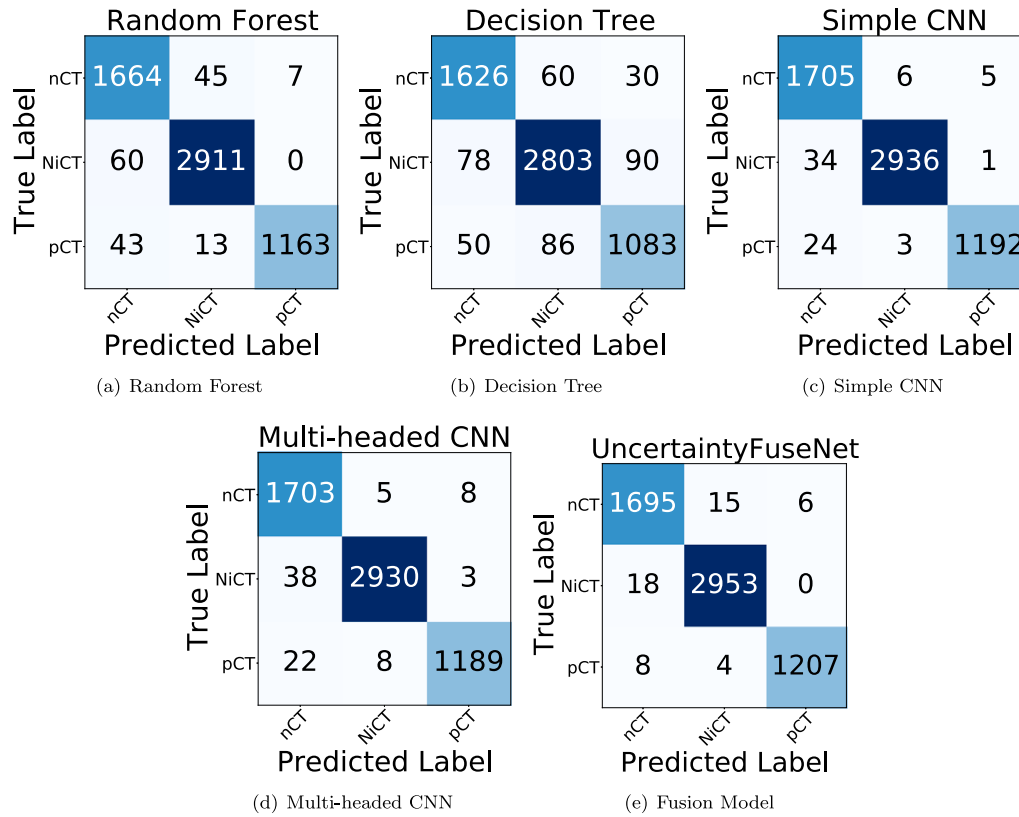 Random Forest
Decision Tree
Simple CNN
True Label
nCT 1664 45 7
NiCT 60 2911 0
pCT 43 13 1163
nCT NiCT pCT
Predicted Label
(a) Random Forest
True Label
nCT 1626 60 30
NiCT 78 2803 90
pCT 50 86 1083
nCT NiCT pCT
Predicted Label
(b) Decision Tree
True Label
nCT 1705 6 5
NiCT 34 2936 1
pCT 24 3 1192
nCT NiCT pCT
Predicted Label
(c) Simple CNN
Multi-headed CNN
True Label
nCT 1703 5 8
NiCT 38 2930 3
pCT 22 8 1189
nCT NiCT pCT
Predicted Label
(d) Multi-headed CNN
UncertaintyFuseNet
True Label
nCT 1695 15 6
NiCT 18 2953 0
pCT 8 4 1207
nCT NiCT pCT
Predicted Label
(e) Fusion Model